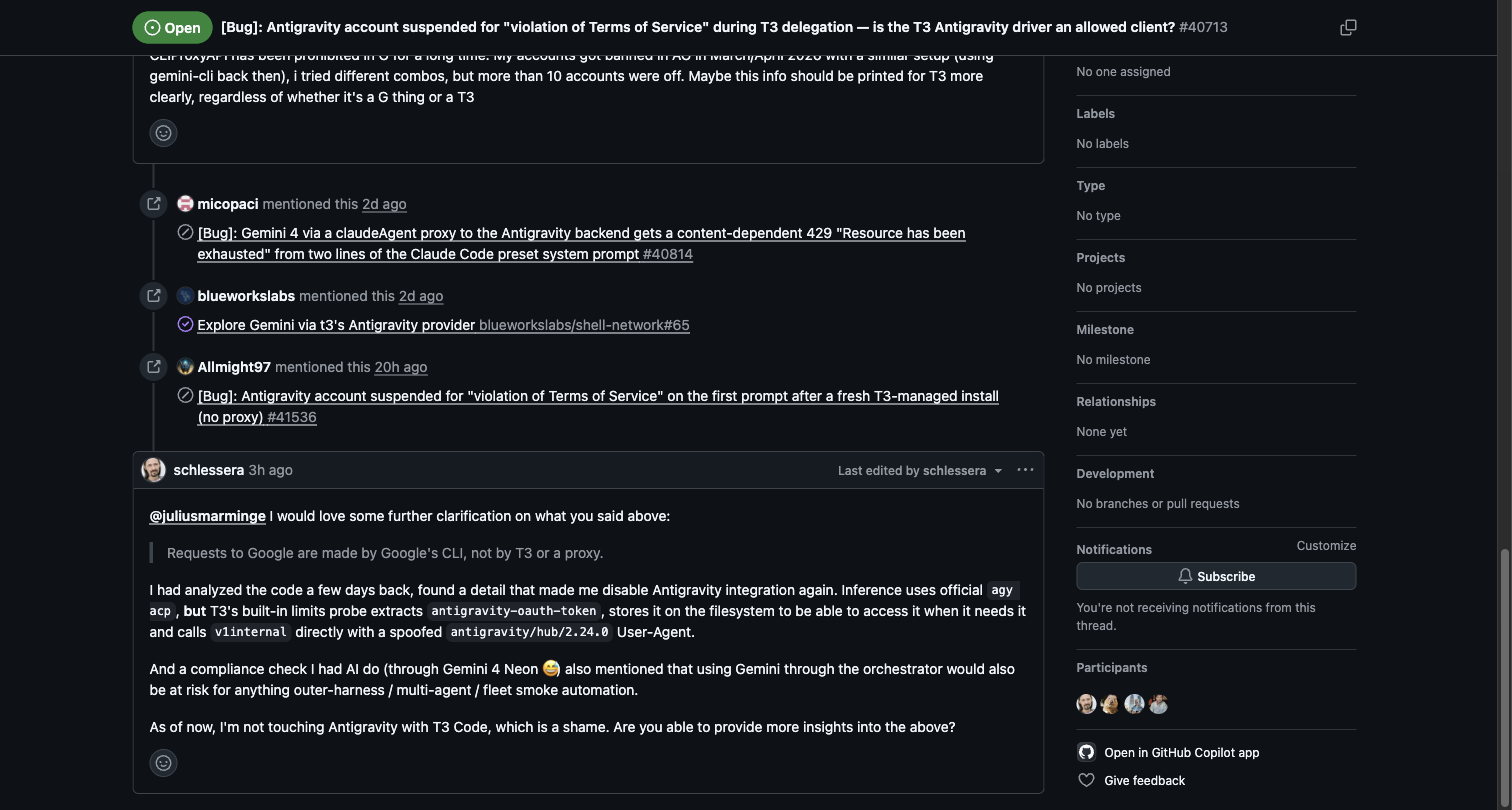 Open
[Bug]: Antigravity account suspended for "violation of Terms of Service" during T3 delegation — is the T3 Antigravity driver an allowed client? #40713
CLIProxyAPI has been prohibited in G for a long time. My accounts got banned in AG in March/April 2026 with a similar setup (using
gemini-cli back then), i tried different combos, but more than 10 accounts were off. Maybe this info should be printed for T3 more
clearly, regardless of whether it's a G thing or a T3
micopaci mentioned this 2d ago
[Bug]: Gemini 4 via a claudeAgent proxy to the Antigravity backend gets a content-dependent 429 "Resource has been
exhausted" from two lines of the Claude Code preset system prompt #40814
blueworkslabs mentioned this 2d ago
Explore Gemini via t3's Antigravity provider blueworkslabs/shell-network#65
Allmight97 mentioned this 20h ago
[Bug]: Antigravity account suspended for "violation of Terms of Service" on the first prompt after a fresh T3-managed install
(no proxy) #41536
schlessera 3h ago
Last edited by schlessera
@juliusmarminge I would love some further clarification on what you said above:
Requests to Google are made by Google's CLI, not by T3 or a proxy.
I had analyzed the code a few days back, found a detail that made me disable Antigravity integration again. Inference uses official agy
acp, but T3's built-in limits probe extracts antigravity-oauth-token, stores it on the filesystem to be able to access it when it needs it
and calls v1internal directly with a spoofed antigravity/hub/2.24.0 User-Agent.
And a compliance check I had AI do (through Gemini 4 Neon 😅) also mentioned that using Gemini through the orchestrator would also
be at risk for anything outer-harness / multi-agent / fleet smoke automation.
As of now, I'm not touching Antigravity with T3 Code, which is a shame. Are you able to provide more insights into the above?
No one assigned
Labels
No labels
Type
No type
Projects
No projects
Milestone
No milestone
Relationships
None yet
Development
No branches or pull requests
Notifications
Customize
Subscribe
You're not receiving notifications from this
thread.
Participants
Open in GitHub Copilot app
Give feedback